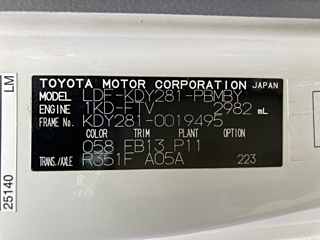 TOYOTA MOTOR CORPORATION JAPAN
MODEL LDF-KDY281-PBMBY
ENGINE 1KD-FTV 2982 mL
FRAME No. KDY281-0019495
COLOR TRIM PLANT
058 FB13 P11
TRANS./AXLE R351F A05A 223
LM
25140